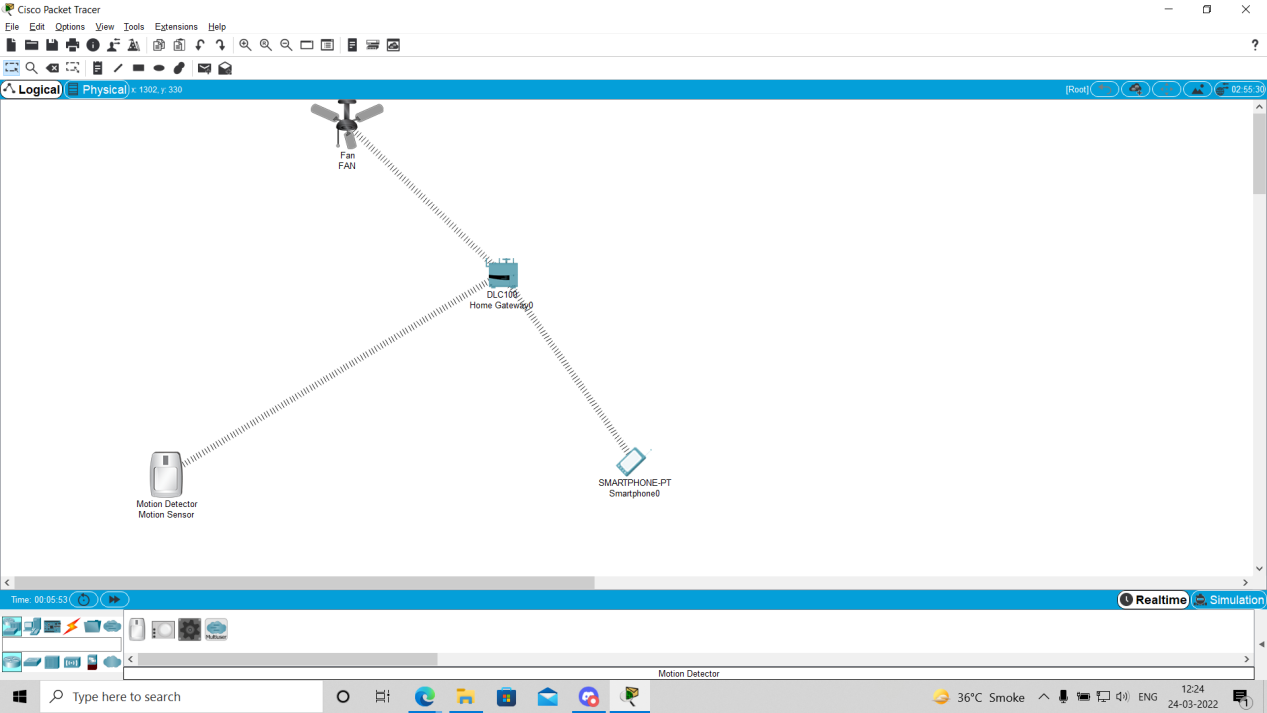 Cisco Packet Tracer
File Edit Options View Tools Extensions Help
?
Logical Physical x: 1302, y: 330 [Root] 02:55:30
Fan
FAN
DLC100
Home Gateway0
SMARTPHONE-PT
Smartphone0
Motion Detector
Motion Sensor
Time: 00:05:53 Realtime Simulation
Multiuser
Motion Detector
Type here to search 36°C Smoke ENG 12:24
24-03-2022 1